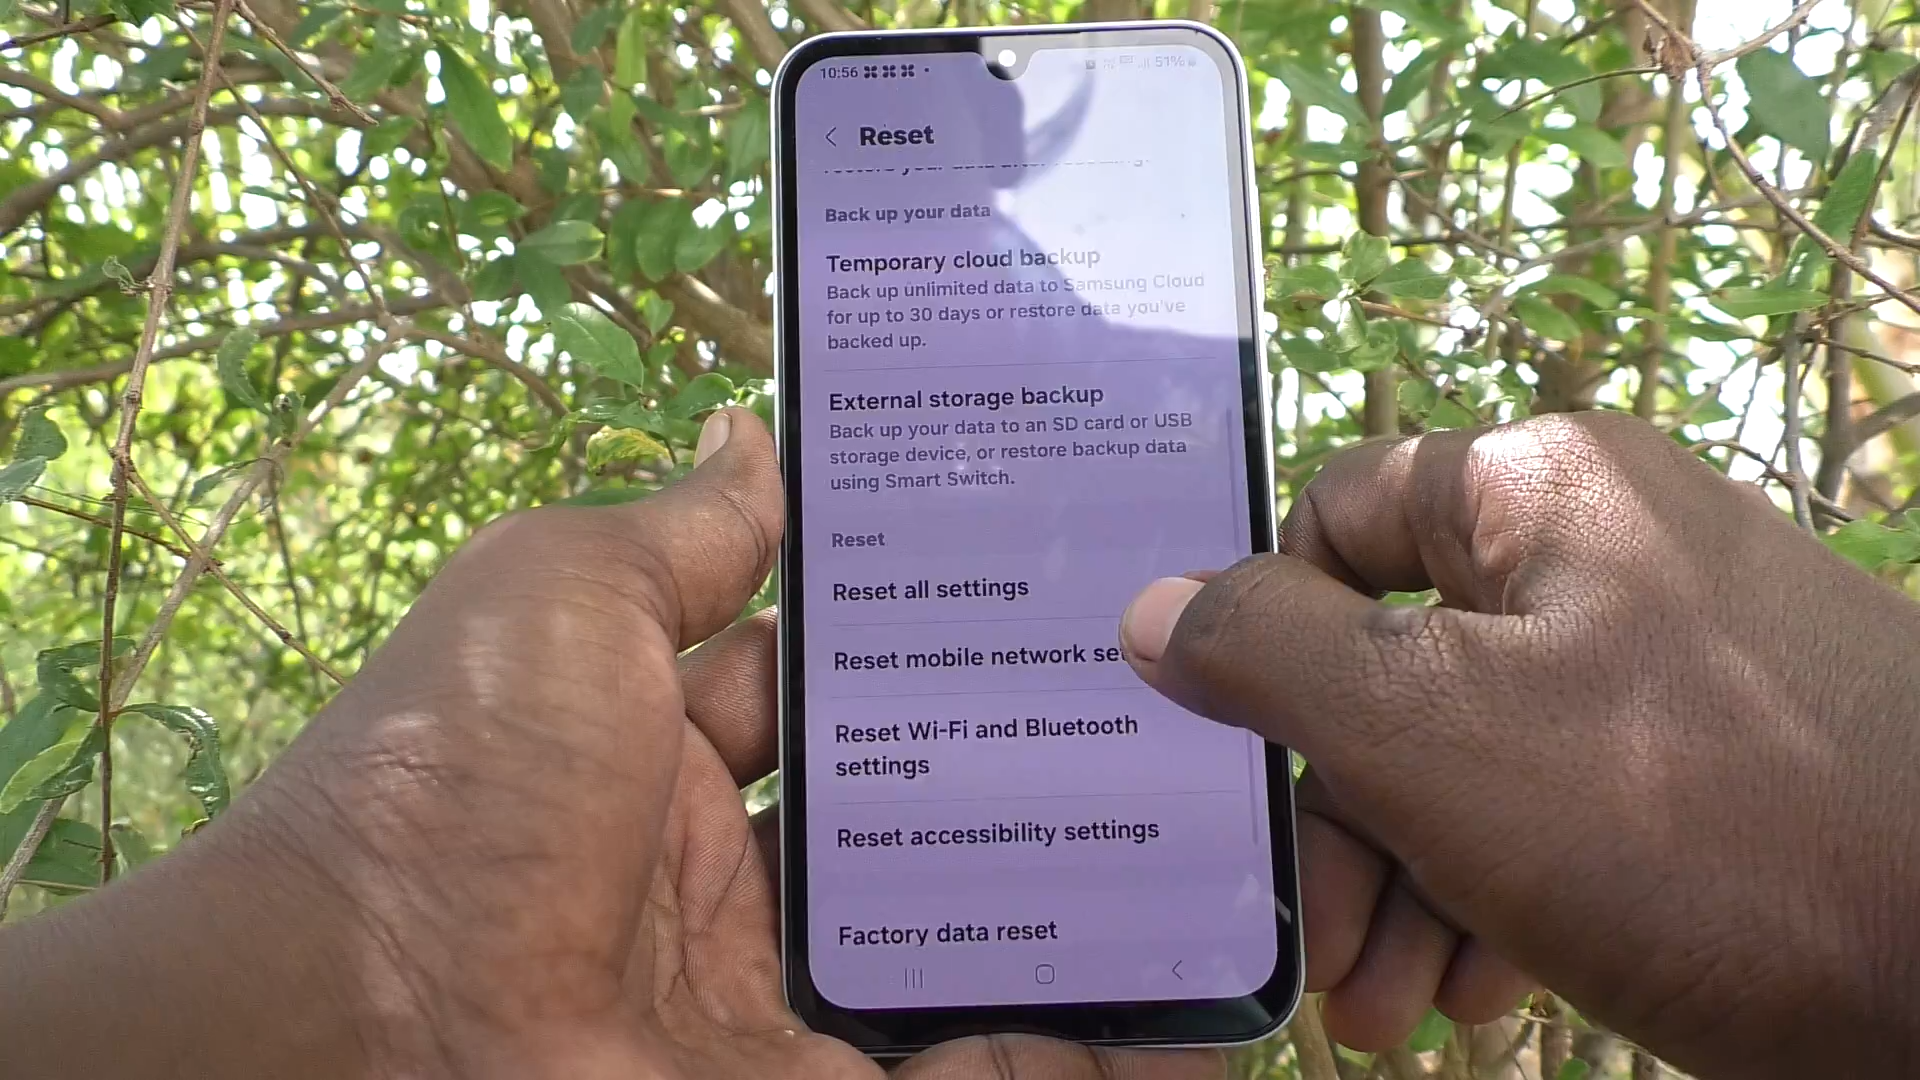 10:56
51%
Reset
Back up your data
Temporary cloud backup
Back up unlimited data to Samsung Cloud
for up to 30 days or restore data you've
backed up.
External storage backup
Back up your data to an SD card or USB
storage device, or restore backup data
using Smart Switch.
Reset
Reset all settings
Reset mobile network
Reset Wi-Fi and Bluetooth
settings
Reset accessibility settings
Factory data reset